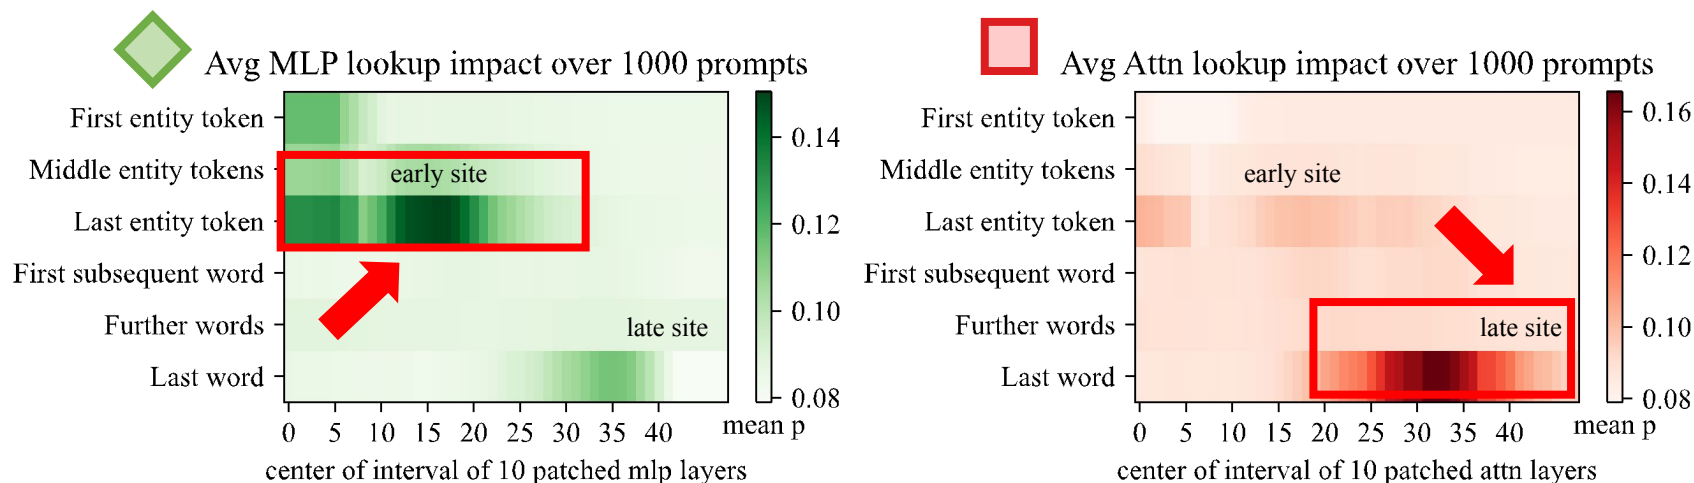 Avg MLP lookup impact over 1000 prompts
First entity token
Middle entity tokens
Last entity token
First subsequent word
Further words
Last word
early site
late site
0 5 10 15 20 25 30 35 40
center of interval of 10 patched mlp layers
0.14
0.12
0.10
0.08
mean p
Avg Attn lookup impact over 1000 prompts
First entity token
Middle entity tokens
Last entity token
First subsequent word
Further words
Last word
early site
late site
0 5 10 15 20 25 30 35 40
center of interval of 10 patched attn layers
0.16
0.14
0.12
0.10
0.08
mean p